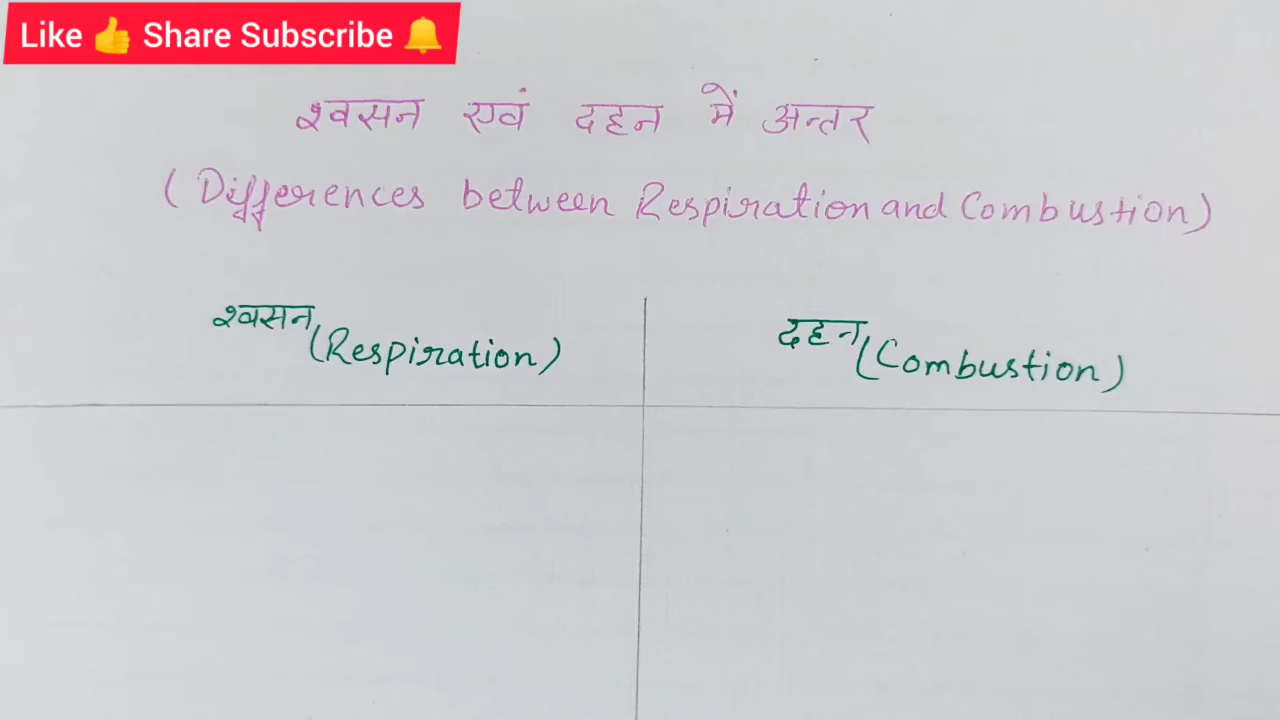 Like 👍 Share Subscribe 🔔
श्वसन एवं दहन में अन्तर
(Differences between Respiration and Combustion)
श्वसन (Respiration)
दहन (Combustion)